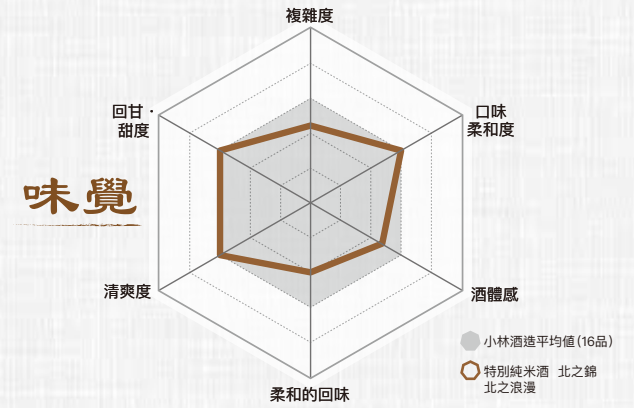 複雜度
口味
柔和度
酒體感
柔和的回味
清爽度
回甘·
甜度
味覺
小林酒造平均値(16品)
特別純米酒 北之錦
北之浪漫